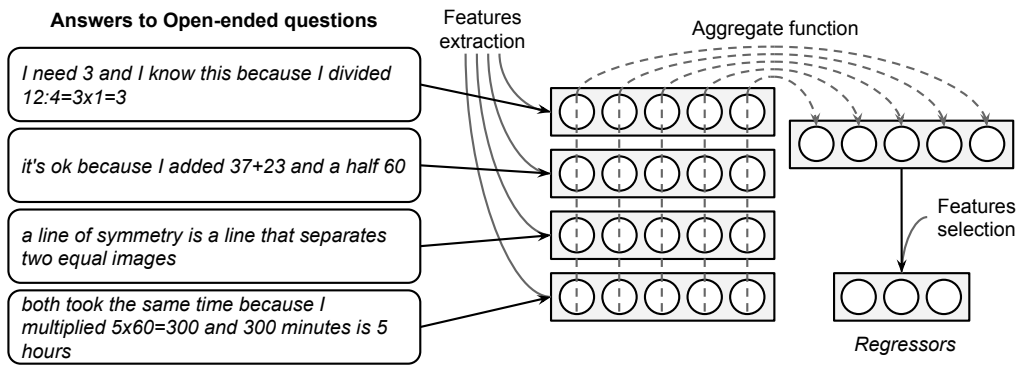 Answers to Open-ended questions
Features
extraction
Aggregate function
I need 3 and I know this because I divided
12:4=3x1=3
it's ok because I added 37+23 and a half 60
a line of symmetry is a line that separates
two equal images
both took the same time because I
multiplied 5x60=300 and 300 minutes is 5
hours
Features
selection
Regressors